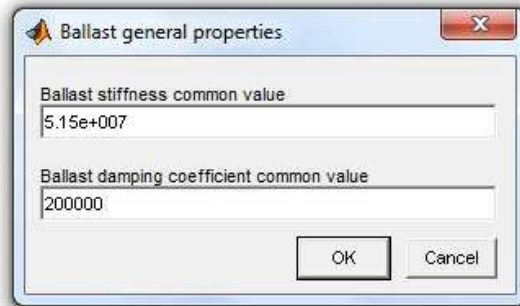 Ballast general properties
Ballast stiffness common value
5.15e+007
Ballast damping coefficient common value
200000
OK Cancel